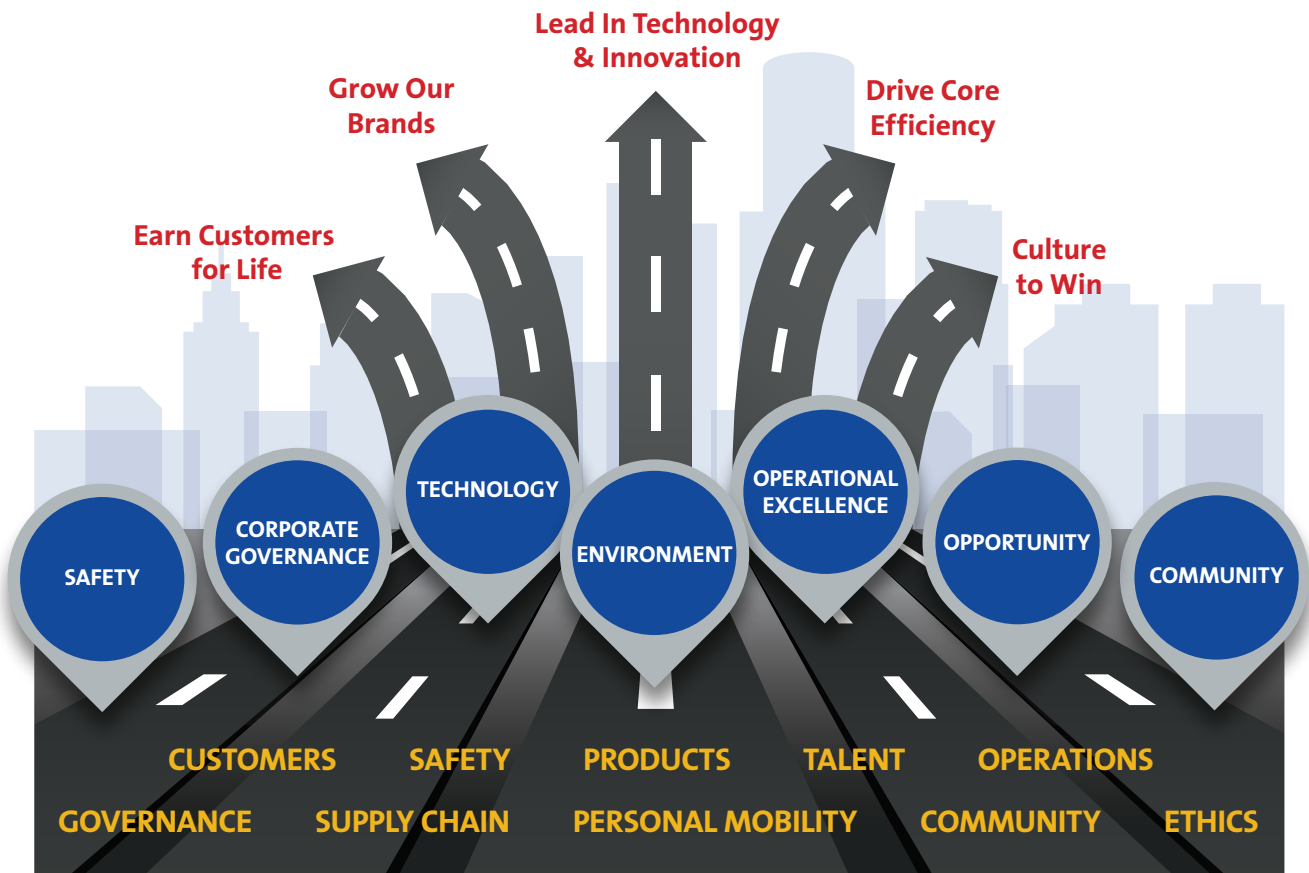 Lead In Technology
& Innovation
Grow Our
Brands
Drive Core
Efficiency
Earn Customers
for Life
Culture
to Win
SAFETY
CORPORATE
GOVERNANCE
TECHNOLOGY
ENVIRONMENT
OPERATIONAL
EXCELLENCE
OPPORTUNITY
COMMUNITY
CUSTOMERS SAFETY PRODUCTS TALENT OPERATIONS
GOVERNANCE SUPPLY CHAIN PERSONAL MOBILITY COMMUNITY ETHICS